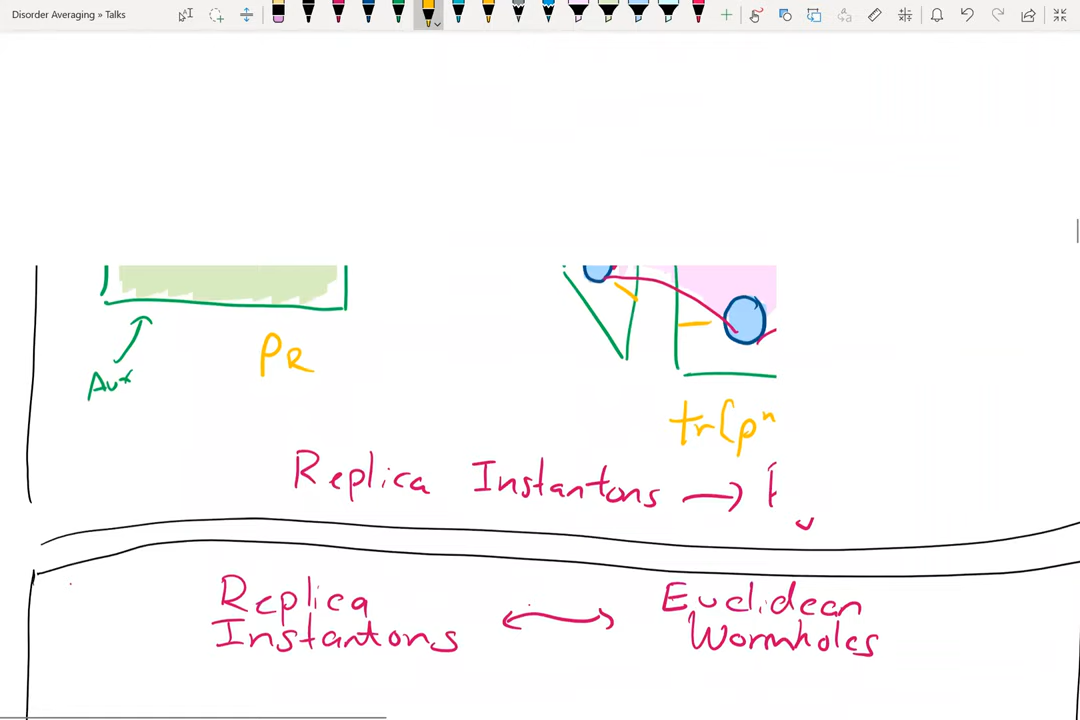 Disorder Averaging » Talks
Aux
ρR
tr[ρⁿ
Replica Instantons →
Replica Instantons ↔ Euclidean Wormholes